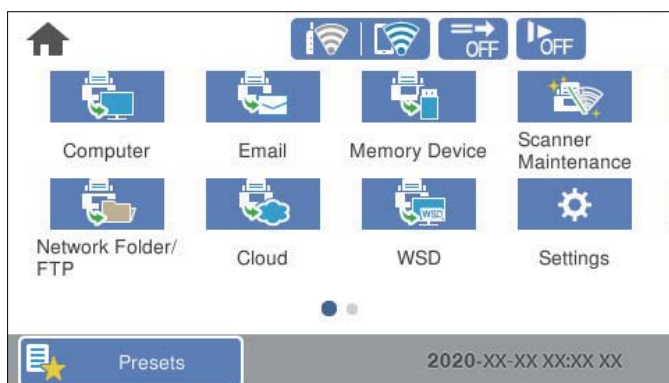 OFF
OFF
Computer
Email
Memory Device
Scanner
Maintenance
Network Folder/
FTP
Cloud
WSD
WSD
Settings
Presets
2020-XX-XX XX:XX XX